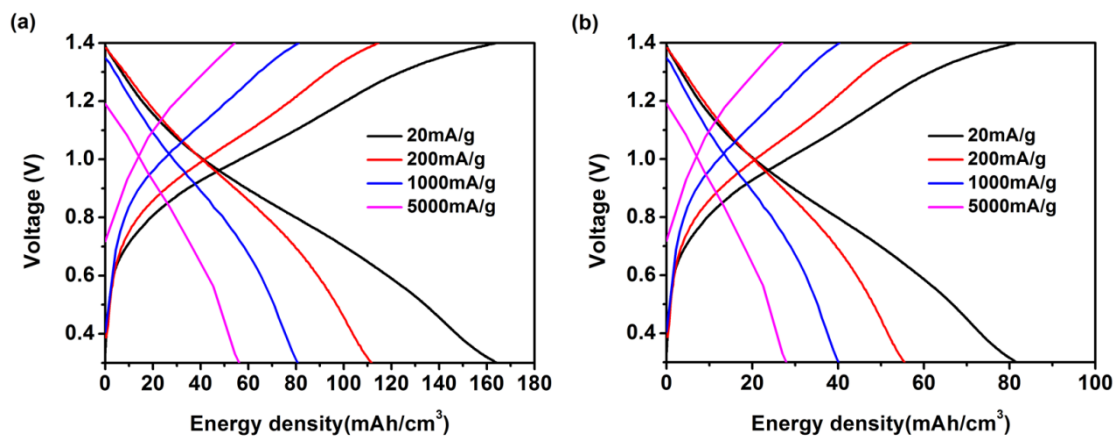 (a)
1.4
1.2
1.0
0.8
0.6
0.4
Voltage (V)
20mA/g
200mA/g
1000mA/g
5000mA/g
0 20 40 60 80 100 120 140 160 180
Energy density(mAh/cm³)
(b)
1.4
1.2
1.0
0.8
0.6
0.4
Voltage (V)
20mA/g
200mA/g
1000mA/g
5000mA/g
0 20 40 60 80 100
Energy density(mAh/cm³)